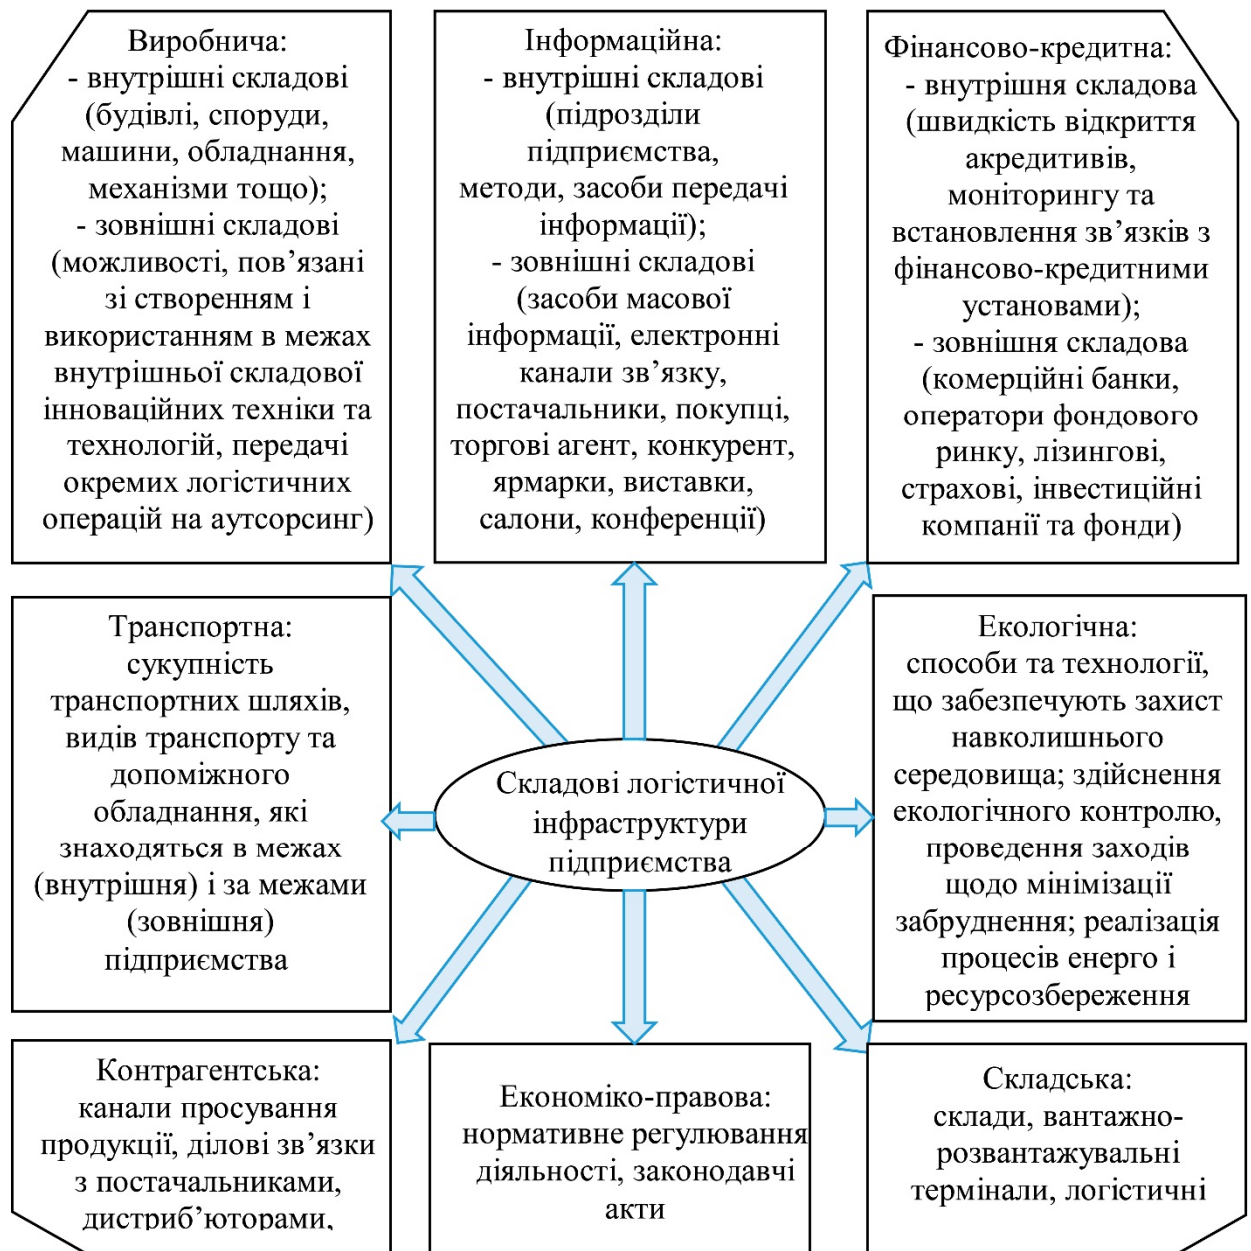 Виробнича:
- внутрішні складові
(будівлі, споруди,
машини, обладнання,
механізми тощо);
- зовнішні складові
(можливості, пов’язані
зі створенням і
використанням в межах
внутрішньої складової
інноваційних техніки та
технологій, передачі
окремих логістичних
операцій на аутсорсинг)
Інформаційна:
- внутрішні складові
(підрозділи
підприємства,
методи, засоби передачі
інформації);
- зовнішні складові
(засоби масової
інформації, електронні
канали зв’язку,
постачальники, покупці,
торгові агент, конкурент,
ярмарки, виставки,
салони, конференції)
Фінансово-кредитна:
- внутрішня складова
(швидкість відкриття
акредитивів,
моніторингу та
встановлення зв’язків з
фінансово-кредитними
установами);
- зовнішня складова
(комерційні банки,
оператори фондового
ринку, лізингові,
страхові, інвестиційні
компанії та фонди)
Транспортна:
сукупність
транспортних шляхів,
видів транспорту та
допоміжного
обладнання, які
знаходяться в межах
(внутрішня) і за межами
(зовнішня)
підприємства
Складові логістичної
інфраструктури
підприємства
Екологічна:
способи та технології,
що забезпечують захист
навколишнього
середовища; здійснення
екологічного контролю,
проведення заходів
щодо мінімізації
забруднення; реалізація
процесів енерго і
ресурсозбереження
Контрагентська:
канали просування
продукції, ділові зв’язки
з постачальниками,
дистриб’юторами,
Економіко-правова:
нормативне регулювання
діяльності, законодавчі
акти
Складська:
склади, вантажно-
розвантажувальні
термінали, логістичні